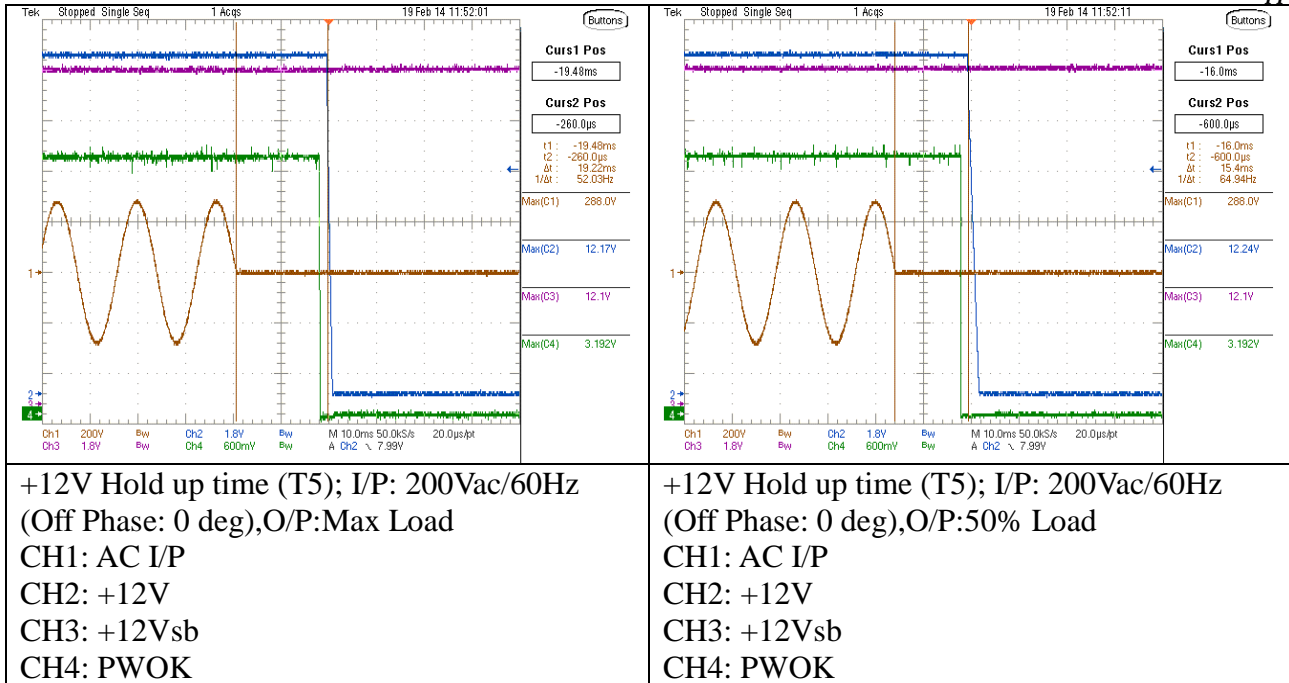 Tek Stopped Single Seq 1 Acqs 19 Feb 14 11:52:01
Buttons
Curs1 Pos
-19.48ms
Curs2 Pos
-260.0µs
t1 : -19.48ms
t2 : -260.0µs
Δt : 19.22ms
1/Δt : 52.03Hz
Max(C1) 288.0V
Max(C2) 12.17V
Max(C3) 12.1V
Max(C4) 3.192V
1
2
3
4
Ch1 200V Bw Ch2 1.8V Bw M 10.0ms 50.0kS/s 20.0µs/pt
Ch3 1.8V Bw Ch4 600mV Bw A Ch2 ∖ 7.99V
+12V Hold up time (T5); I/P: 200Vac/60Hz
(Off Phase: 0 deg),O/P:Max Load
CH1: AC I/P
CH2: +12V
CH3: +12Vsb
CH4: PWOK
Tek Stopped Single Seq 1 Acqs 19 Feb 14 11:52:11
Buttons
Curs1 Pos
-16.0ms
Curs2 Pos
-600.0µs
t1 : -16.0ms
t2 : -600.0µs
Δt : 15.4ms
1/Δt : 64.94Hz
Max(C1) 288.0V
Max(C2) 12.24V
Max(C3) 12.1V
Max(C4) 3.192V
1
2
3
4
Ch1 200V Bw Ch2 1.8V Bw M 10.0ms 50.0kS/s 20.0µs/pt
Ch3 1.8V Bw Ch4 600mV Bw A Ch2 ∖ 7.99V
+12V Hold up time (T5); I/P: 200Vac/60Hz
(Off Phase: 0 deg),O/P:50% Load
CH1: AC I/P
CH2: +12V
CH3: +12Vsb
CH4: PWOK